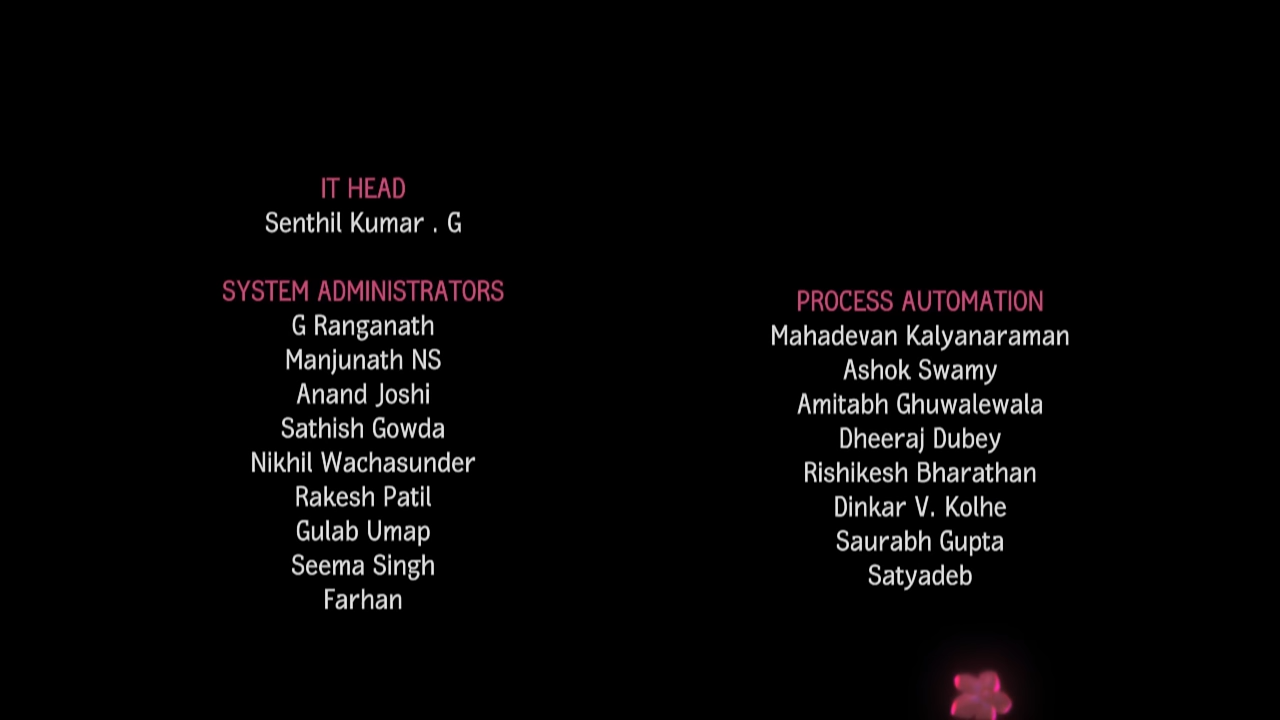 IT HEAD
Senthil Kumar . G
SYSTEM ADMINISTRATORS
G Ranganath
Manjunath NS
Anand Joshi
Sathish Gowda
Nikhil Wachasunder
Rakesh Patil
Gulab Umap
Seema Singh
Farhan
PROCESS AUTOMATION
Mahadevan Kalyanaraman
Ashok Swamy
Amitabh Ghuwalewala
Dheeraj Dubey
Rishikesh Bharathan
Dinkar V. Kolhe
Saurabh Gupta
Satyadeb